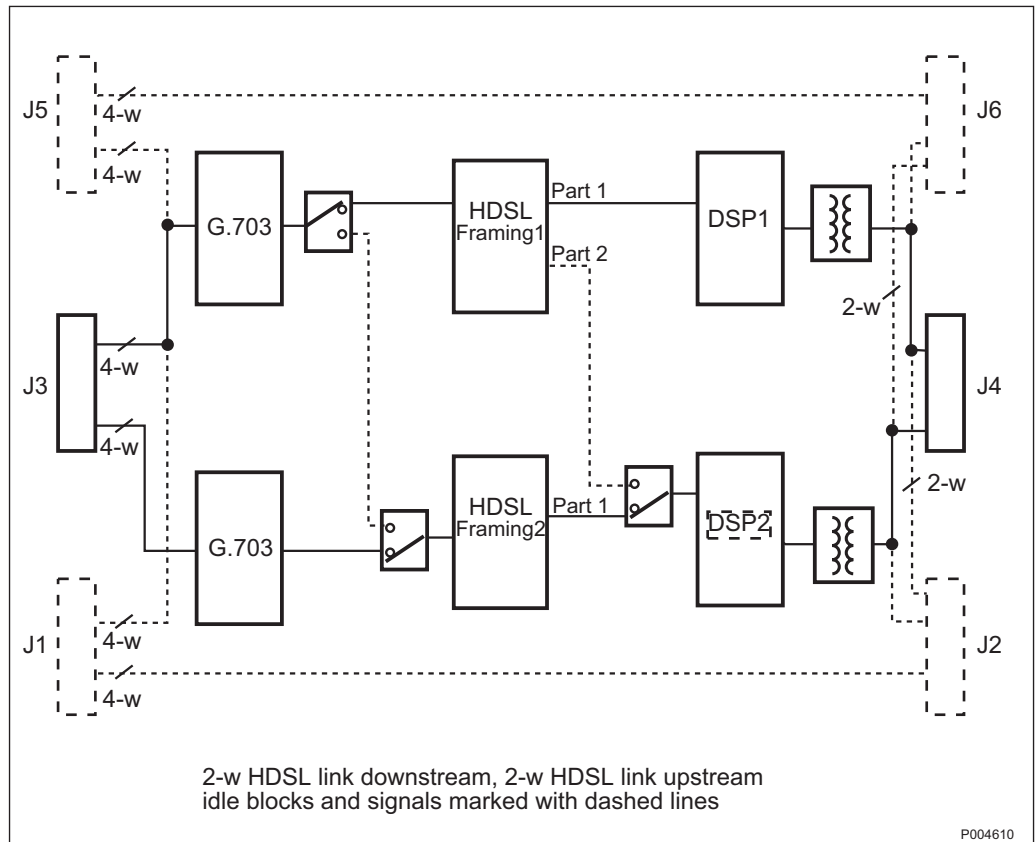 J5
4-w
J6
4-w
G.703
HDSL
Framing1
Part 1
Part 2
DSP1
2-w
J3
4-w
4-w
J4
G.703
HDSL
Framing2
Part 1
DSP2
2-w
J1
4-w
4-w
J2
2-w HDSL link downstream, 2-w HDSL link upstream
idle blocks and signals marked with dashed lines
P004610